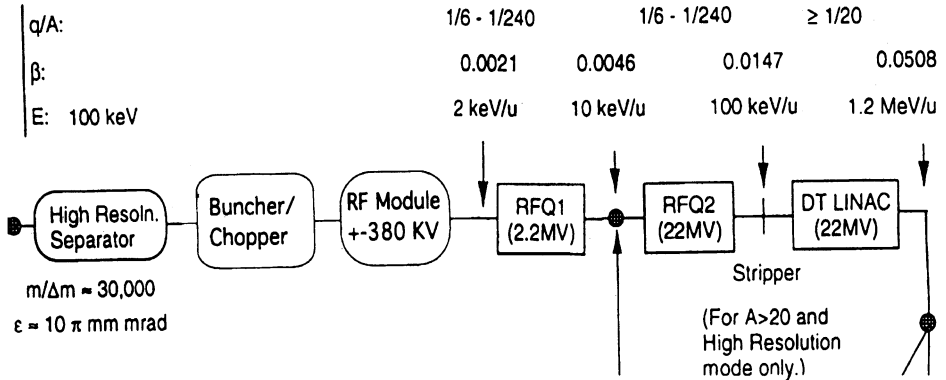 q/A: 1/6 - 1/240 1/6 - 1/240 ≥ 1/20
β: 0.0021 0.0046 0.0147 0.0508
E: 100 keV 2 keV/u 10 keV/u 100 keV/u 1.2 MeV/u
High Resoln.
Separator
Buncher/
Chopper
RF Module
+-380 KV
RFQ1
(2.2MV)
RFQ2
(22MV)
DT LINAC
(22MV)
m/Δm ≈ 30,000
ε ≈ 10 π mm mrad
Stripper
(For A>20 and
High Resolution
mode only.)